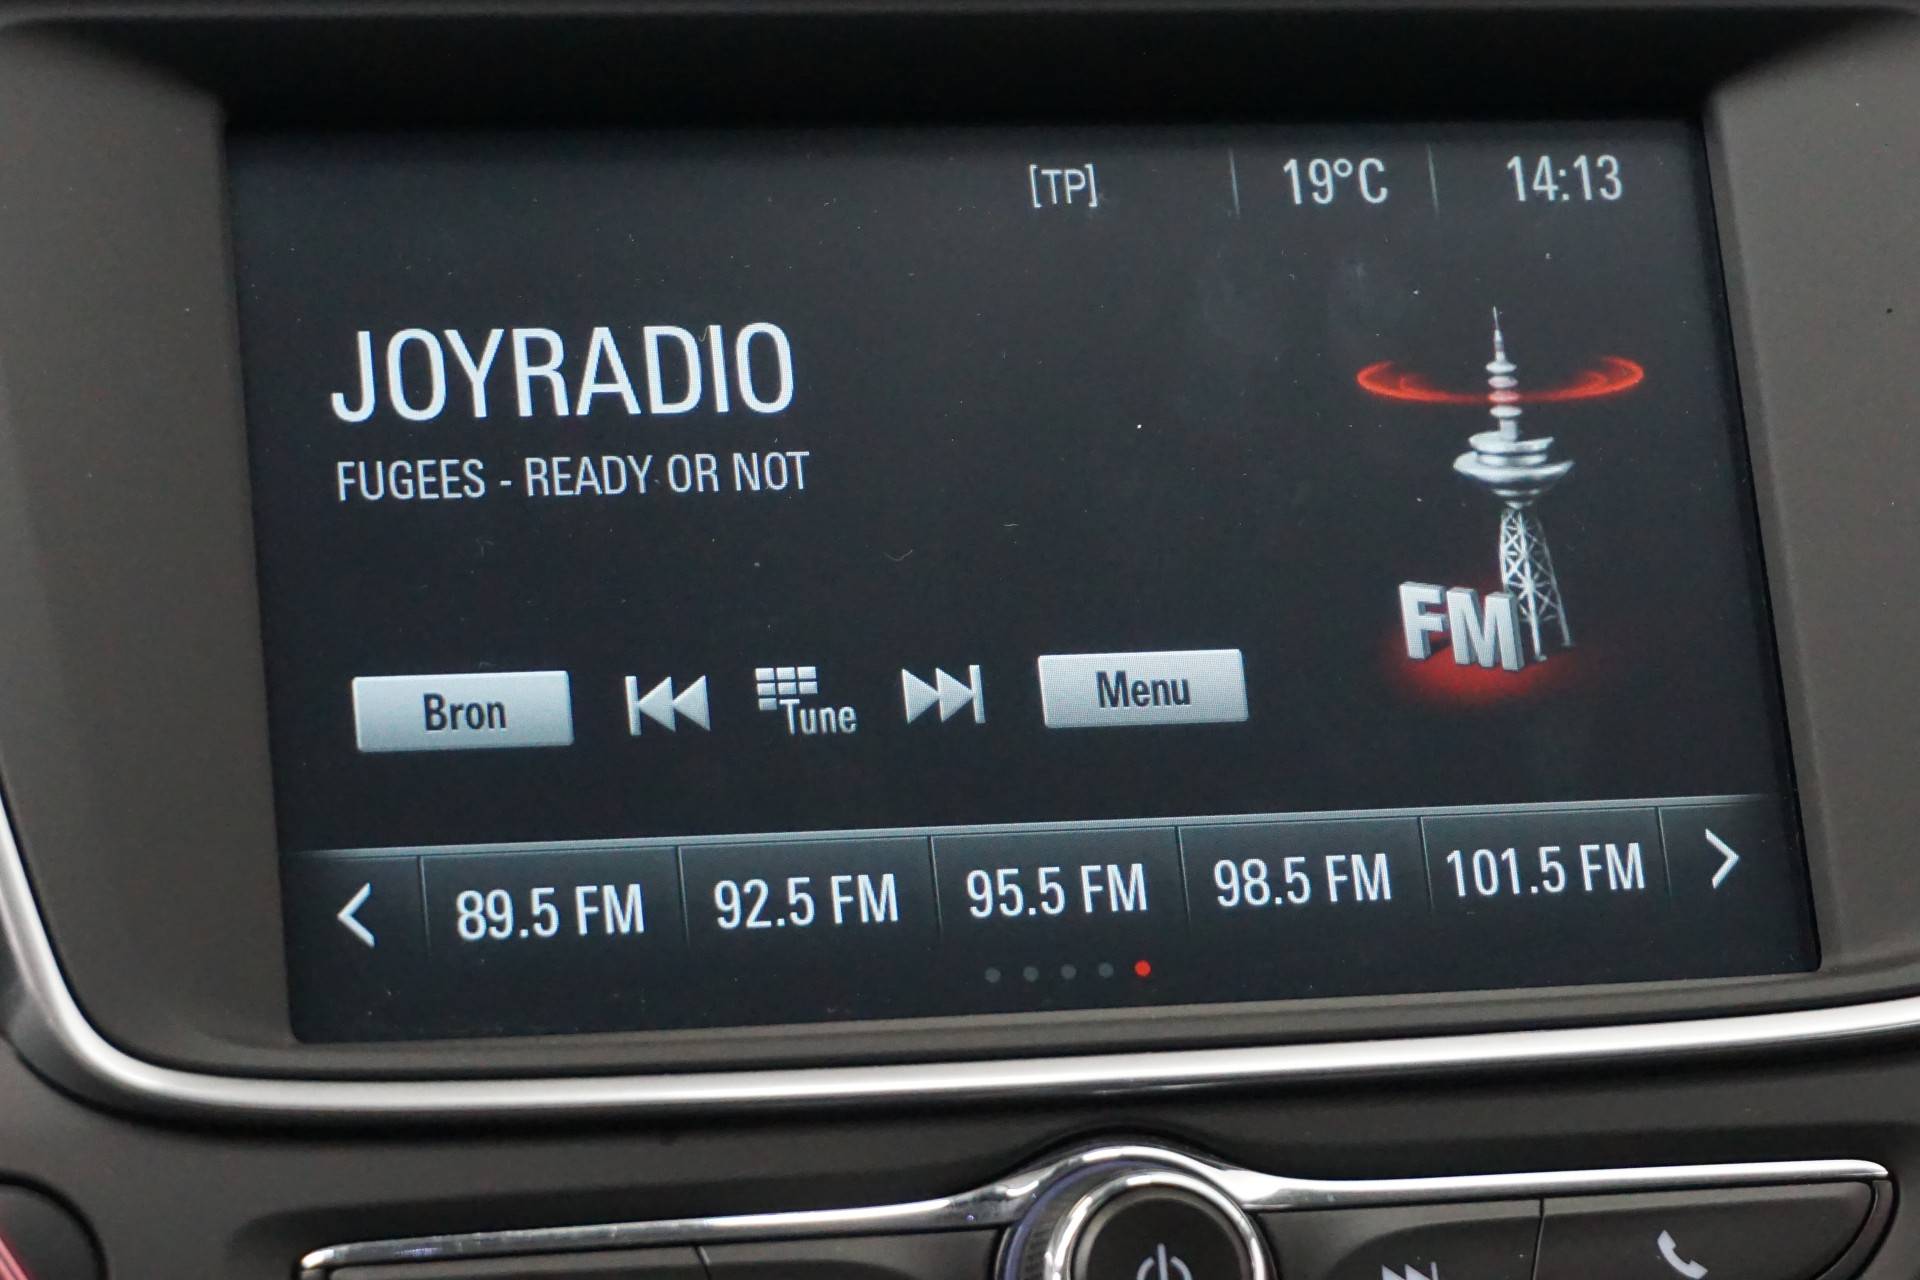 [TP] 19°C 14:13
JOYRADIO
FUGEES - READY OR NOT
FM
Bron Tune Menu
89.5 FM 92.5 FM 95.5 FM 98.5 FM 101.5 FM